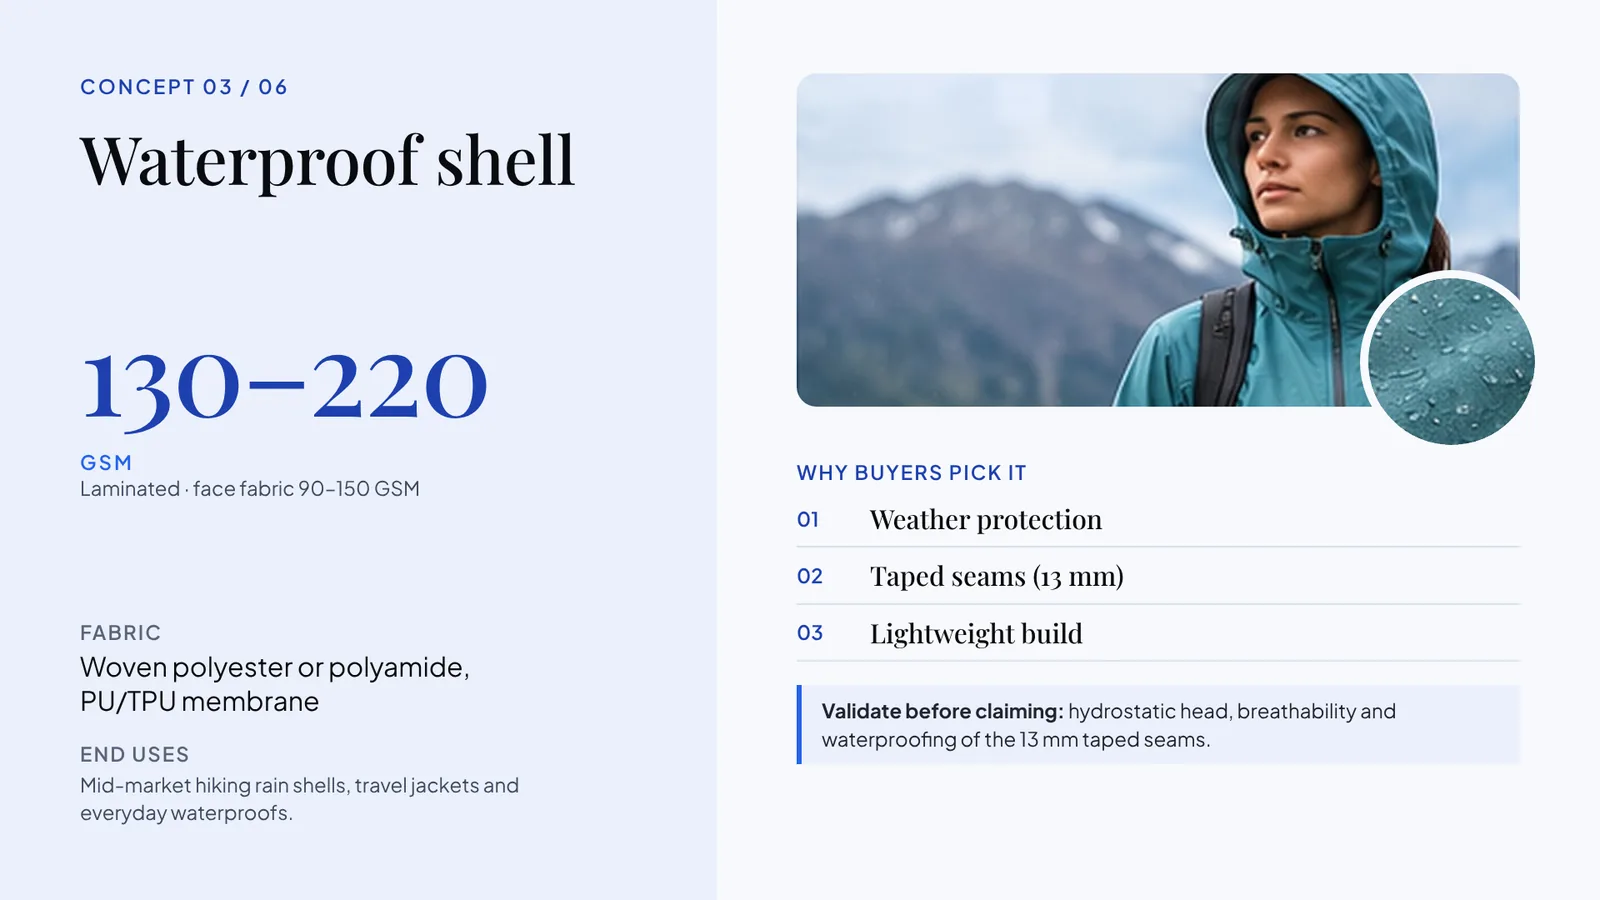 CONCEPT 03 / 06
Waterproof shell
130–220
GSM
Laminated · face fabric 90–150 GSM
FABRIC
Woven polyester or polyamide,
PU/TPU membrane
END USES
Mid-market hiking rain shells, travel jackets and
everyday waterproofs.
WHY BUYERS PICK IT
01 Weather protection
02 Taped seams (13 mm)
03 Lightweight build
Validate before claiming: hydrostatic head, breathability and
waterproofing of the 13 mm taped seams.